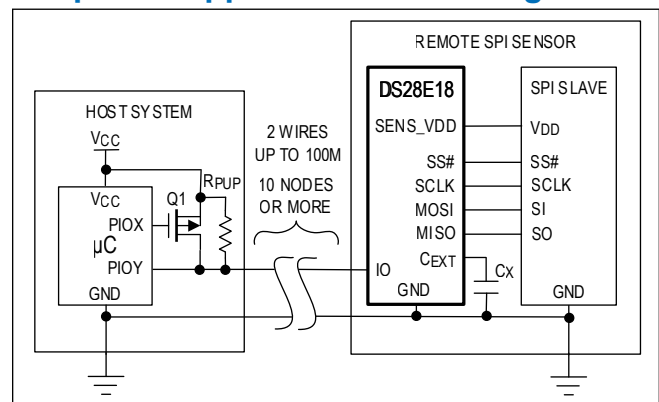 REMOTE SPI SENSOR
HOST SYSTEM
VCC
VCC
PIOX
µC
PIOY
GND
Q1
RPUP
2 WIRES
UP TO 100M
10 NODES
OR MORE
DS28E18
SENS_VDD
SS#
SCLK
MOSI
MISO
CEXT
IO
GND
CX
SPI SLAVE
VDD
SS#
SCLK
SI
SO
GND